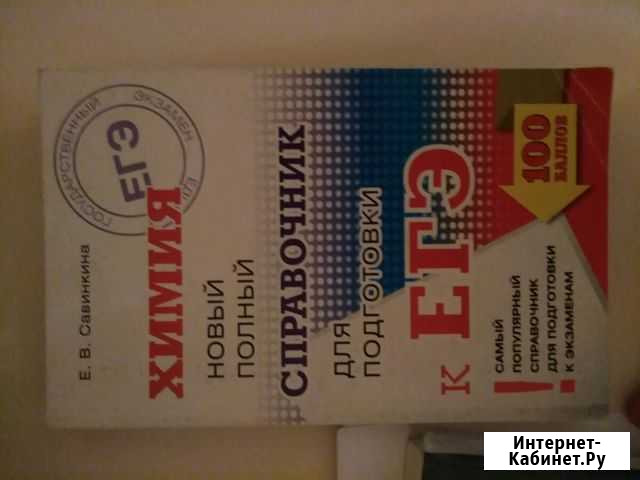 Е. В. Савинкина
ГОСУДАРСТВЕННЫЙ
ЭКЗАМЕН
ЕГЭ
ХИМИЯ
НОВЫЙ
ПОЛНЫЙ
СПРАВОЧНИК
ДЛЯ
ПОДГОТОВКИ
К ЕГЭ
100
БАЛЛОВ
САМЫЙ
ПОПУЛЯРНЫЙ
СПРАВОЧНИК
ДЛЯ ПОДГОТОВКИ
К ЭКЗАМЕНАМ
!
Интернет-
Кабинет.Ру